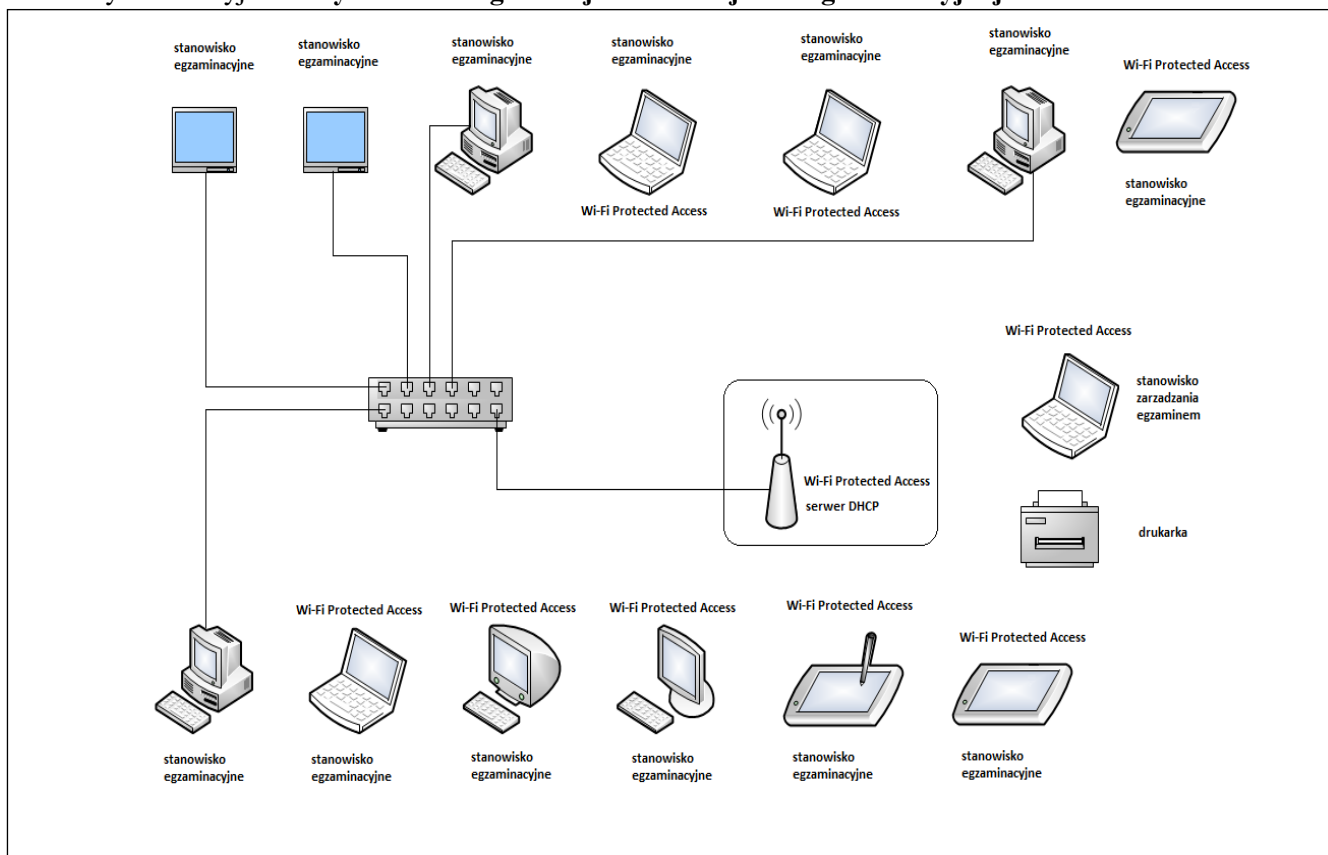 stanowisko
egzaminacyjne
stanowisko
egzaminacyjne
stanowisko
egzaminacyjne
stanowisko
egzaminacyjne
stanowisko
egzaminacyjne
stanowisko
egzaminacyjne
Wi-Fi Protected Access
stanowisko
egzaminacyjne
Wi-Fi Protected Access
Wi-Fi Protected Access
Wi-Fi Protected Access
stanowisko
zarzadzania
egzaminem
Wi-Fi Protected Access
serwer DHCP
drukarka
Wi-Fi Protected Access
Wi-Fi Protected Access
Wi-Fi Protected Access
Wi-Fi Protected Access
Wi-Fi Protected Access
stanowisko
egzaminacyjne
stanowisko
egzaminacyjne
stanowisko
egzaminacyjne
stanowisko
egzaminacyjne
stanowisko
egzaminacyjne
stanowisko
egzaminacyjne